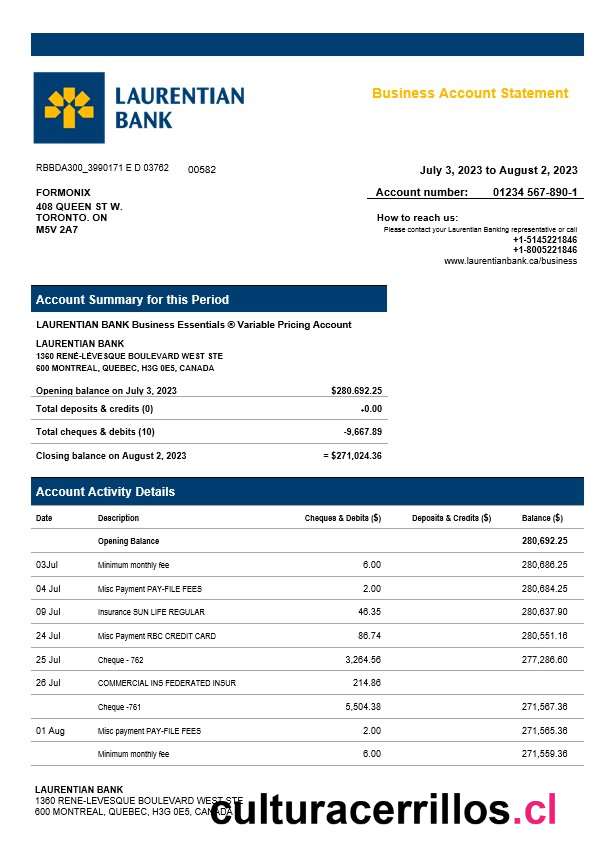 LAURENTIAN
BANK
Business Account Statement
RBBDA300_3990171 E D 03762 00582
July 3, 2023 to August 2, 2023
FORMONIX
Account number: 01234 567-890-1
408 QUEEN ST W.
TORONTO. ON
M5V 2A7
How to reach us:
Please contact your Laurentian Banking representative or call
+1-5145221846
+1-8005221846
www.laurentianbank.ca/business
Account Summary for this Period
LAURENTIAN BANK Business Essentials ® Variable Pricing Account
LAURENTIAN BANK
1360 RENÉ-LÉVESQUE BOULEVARD WEST STE
600 MONTREAL, QUEBEC, H3G 0E5, CANADA
Opening balance on July 3, 2023 $280.692.25
Total deposits & credits (0) +0.00
Total cheques & debits (10) -9,667.89
Closing balance on August 2, 2023 = $271,024.36
Account Activity Details
Date Description Cheques & Debits ($) Deposits & Credits ($) Balance ($)
Opening Balance 280,692.25
03Jul Minimum monthly fee 6.00 280,686.25
04 Jul Misc Payment PAY-FILE FEES 2.00 280,684.25
09 Jul Insurance SUN LIFE REGULAR 46.35 280,637.90
24 Jul Misc Payment RBC CREDIT CARD 86.74 280,551.16
25 Jul Cheque - 762 3,264.56 277,286.60
26 Jul COMMERCIAL INS FEDERATED INSUR 214.86
Cheque -761 5,504.38 271,567.36
01 Aug Misc payment PAY-FILE FEES 2.00 271,565.36
Minimum monthly fee 6.00 271,559.36
LAURENTIAN BANK
1360 RENE-LEVESQUE BOULEVARD WEST STE
600 MONTREAL, QUEBEC, H3G 0E5, CANADA
culturacerrillos.cl